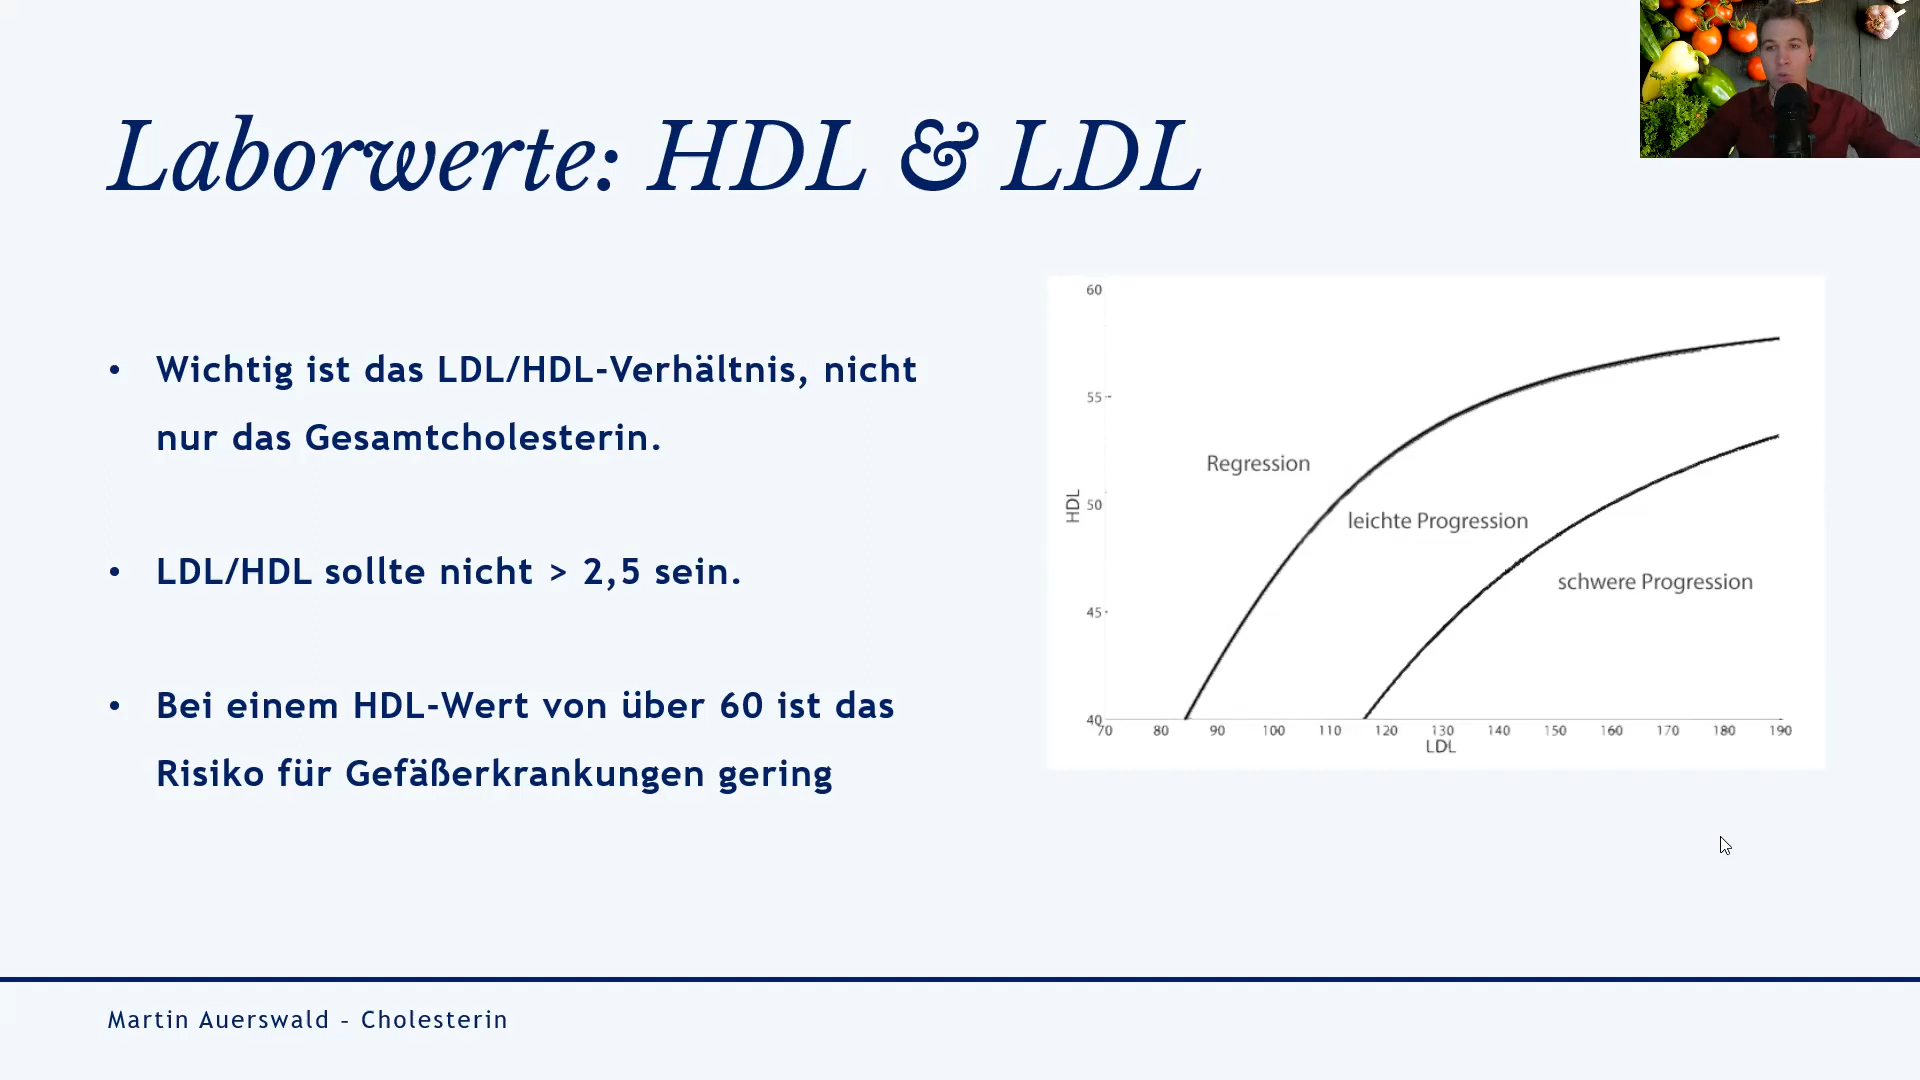 Laborwerte: HDL & LDL
• Wichtig ist das LDL/HDL-Verhältnis, nicht
nur das Gesamtcholesterin.
• LDL/HDL sollte nicht > 2,5 sein.
• Bei einem HDL-Wert von über 60 ist das
Risiko für Gefäßerkrankungen gering
60
55
Regression
HDL
50
leichte Progression
schwere Progression
45
40
70 80 90 100 110 120 130 140 150 160 170 180 190
LDL
Martin Auerswald – Cholesterin